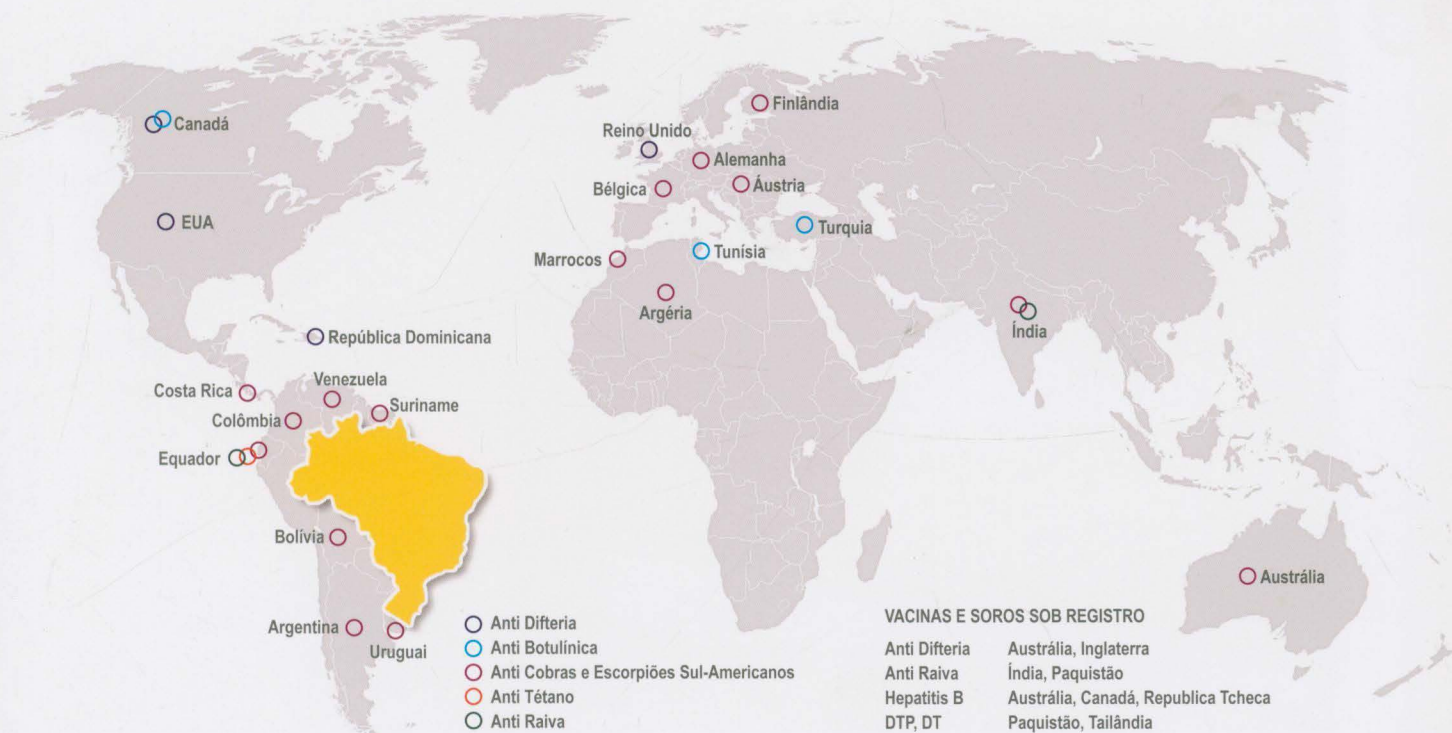 Finlândia
Canadá
Reino Unido
Alemanha
Bélgica
Áustria
EUA
Turquia
Tunísia
Marrocos
Argéria
Índia
República Dominicana
Costa Rica
Venezuela
Suriname
Colômbia
Equador
Bolívia
Austrália
Argentina
Uruguai
Anti Difteria
Anti Botulínica
Anti Cobras e Escorpiões Sul-Americanos
Anti Tétano
Anti Raiva
VACINAS E SOROS SOB REGISTRO
Anti Difteria Austrália, Inglaterra
Anti Raiva Índia, Paquistão
Hepatitis B Austrália, Canadá, Republica Tcheca
DTP, DT Paquistão, Tailândia